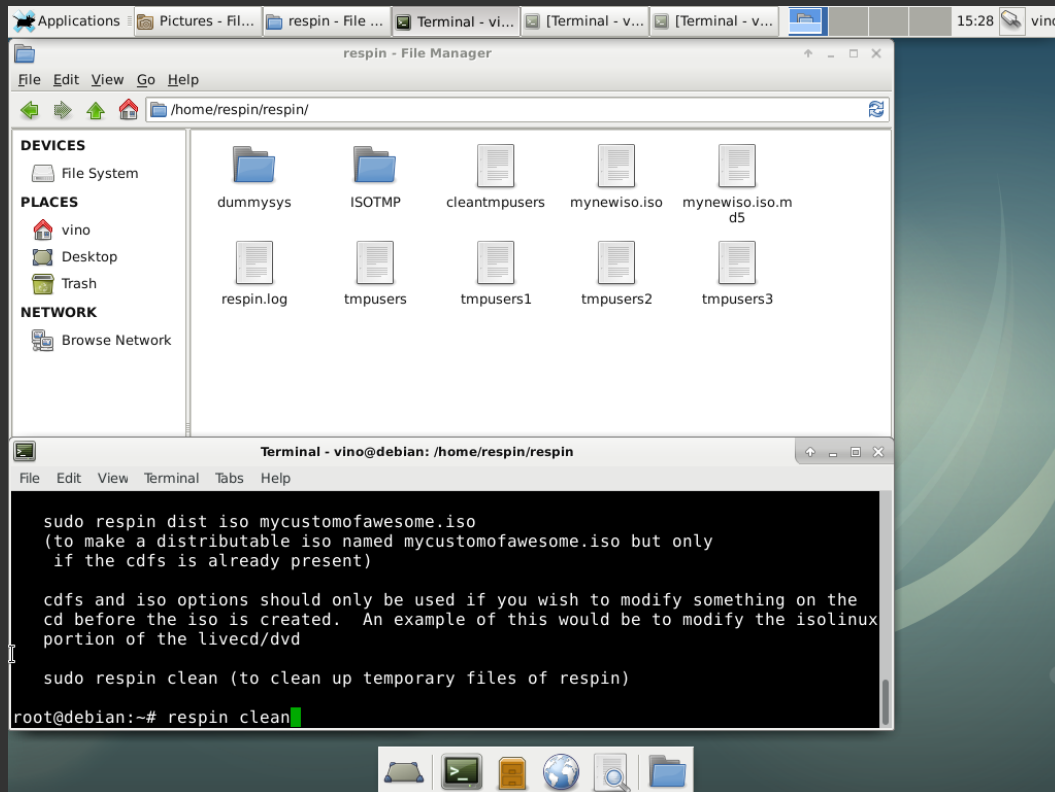 Applications
Pictures - Fil...
respin - File ...
Terminal - vi...
[Terminal - v...
[Terminal - v...
15:28
vino
respin - File Manager
File Edit View Go Help
/home/respin/respin/
DEVICES
File System
PLACES
vino
Desktop
Trash
NETWORK
Browse Network
dummysys
ISOTMP
cleantmpusers
mynewiso.iso
mynewiso.iso.m
d5
respin.log
tmpusers
tmpusers1
tmpusers2
tmpusers3
Terminal - vino@debian: /home/respin/respin
File Edit View Terminal Tabs Help
sudo respin dist iso mycustomofawesome.iso
(to make a distributable iso named mycustomofawesome.iso but only
if the cdfs is already present)
cdfs and iso options should only be used if you wish to modify something on the
cd before the iso is created.  An example of this would be to modify the isolinux
portion of the livecd/dvd
sudo respin clean (to clean up temporary files of respin)
root@debian:~# respin clean